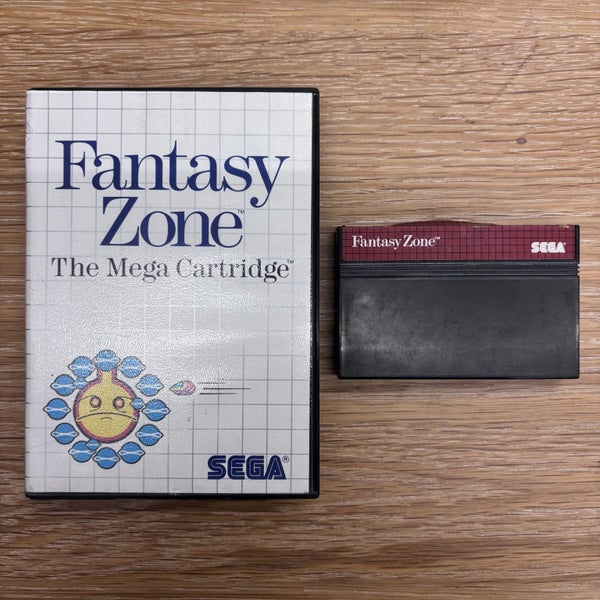 Fantasy
Zone™
The Mega Cartridge™
SEGA®
Fantasy Zone™
SEGA®